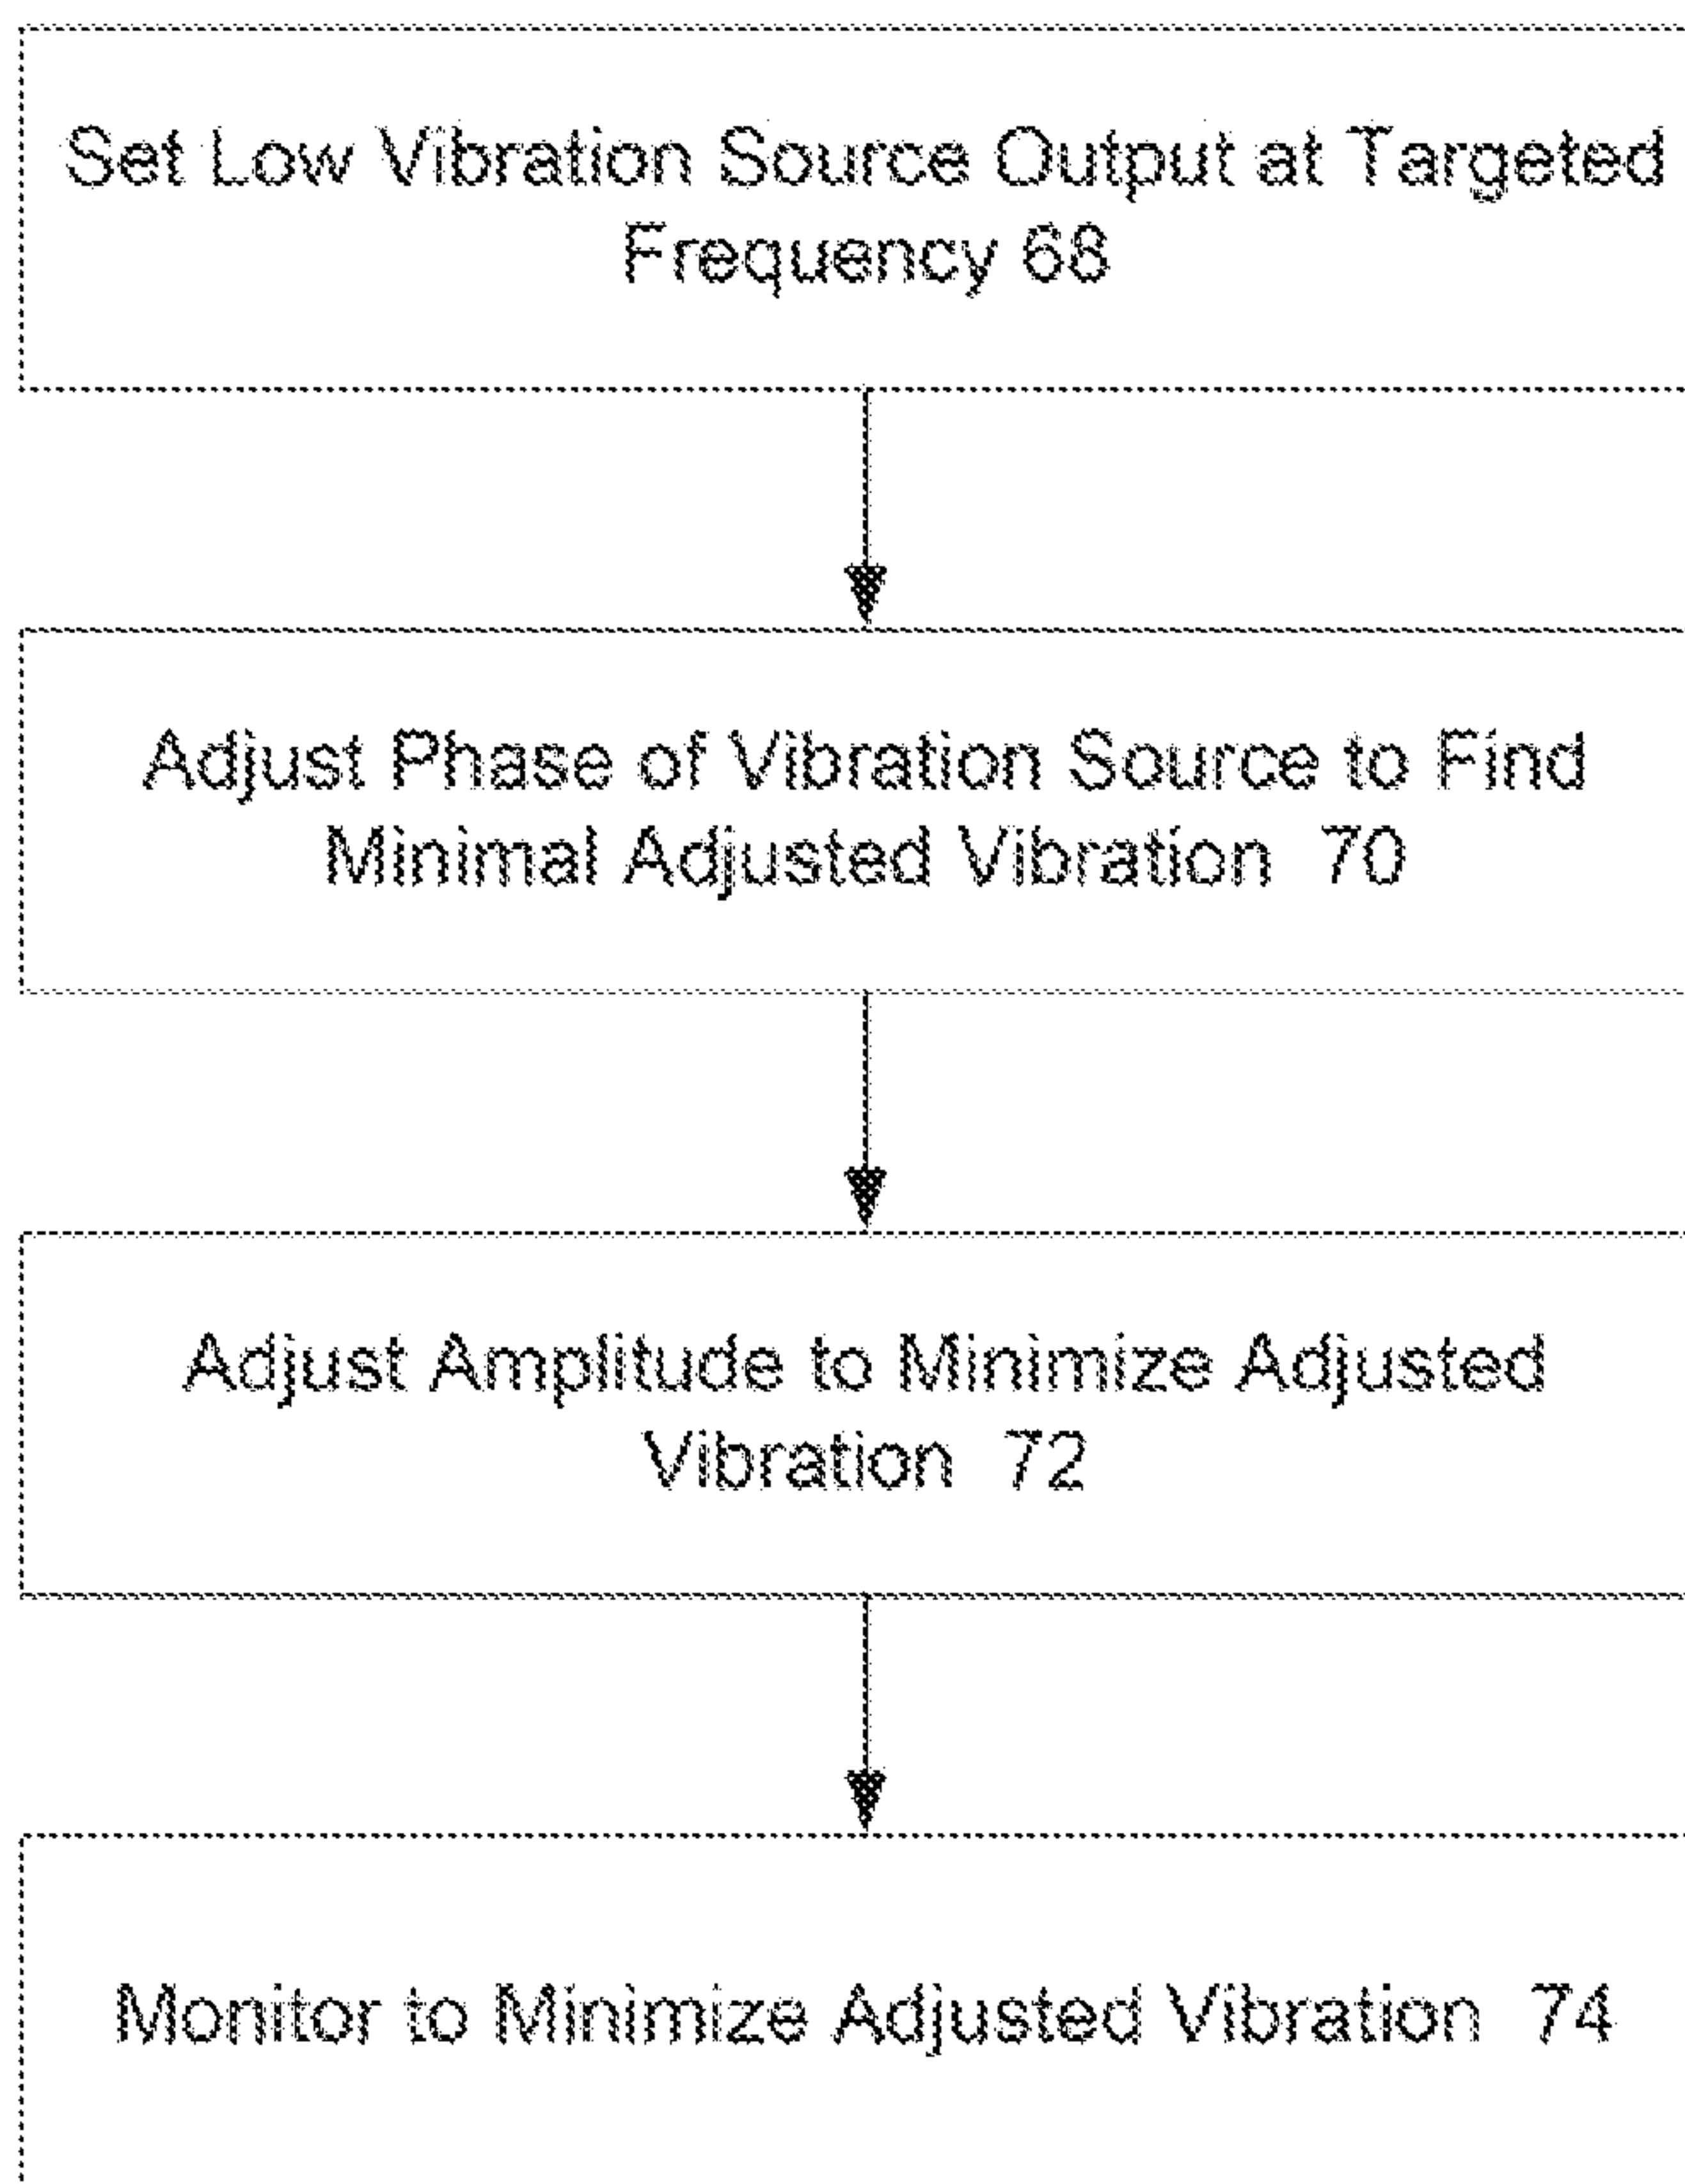 Set Low Vibration Source Output at Targeted
Frequency 68
Adjust Phase of Vibration Source to Find
Minimal Adjusted Vibration 70
Adjust Amplitude to Minimize Adjusted
Vibration 72
Monitor to Minimize Adjusted Vibration 74